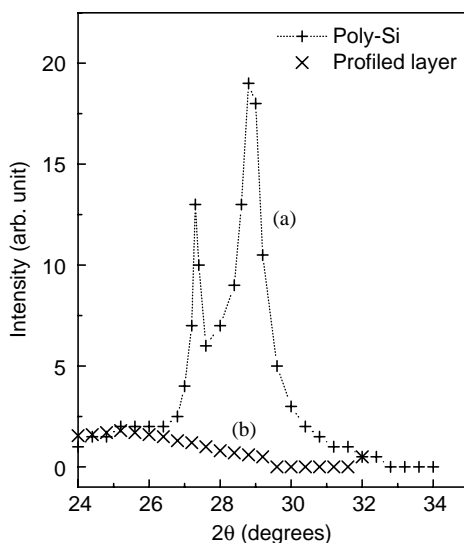 Poly-Si
Profiled layer
20
15
10
5
0
Intensity (arb. unit)
(a)
(b)
24
26
28
30
32
34
2θ (degrees)